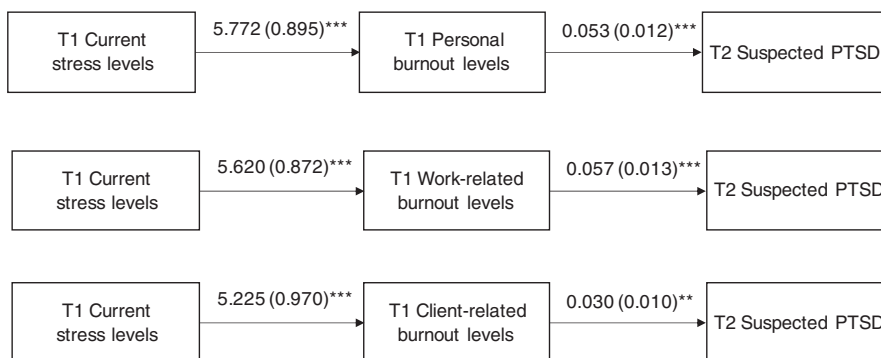 5.772 (0.895)*** 0.053 (0.012)***
T1 Current T1 Personal T2 Suspected PTSD
stress levels burnout levels
5.620 (0.872)*** 0.057 (0.013)***
T1 Current T1 Work-related T2 Suspected PTSD
stress levels burnout levels
5.225 (0.970)*** 0.030 (0.010)**
T1 Current T1 Client-related T2 Suspected PTSD
stress levels burnout levels